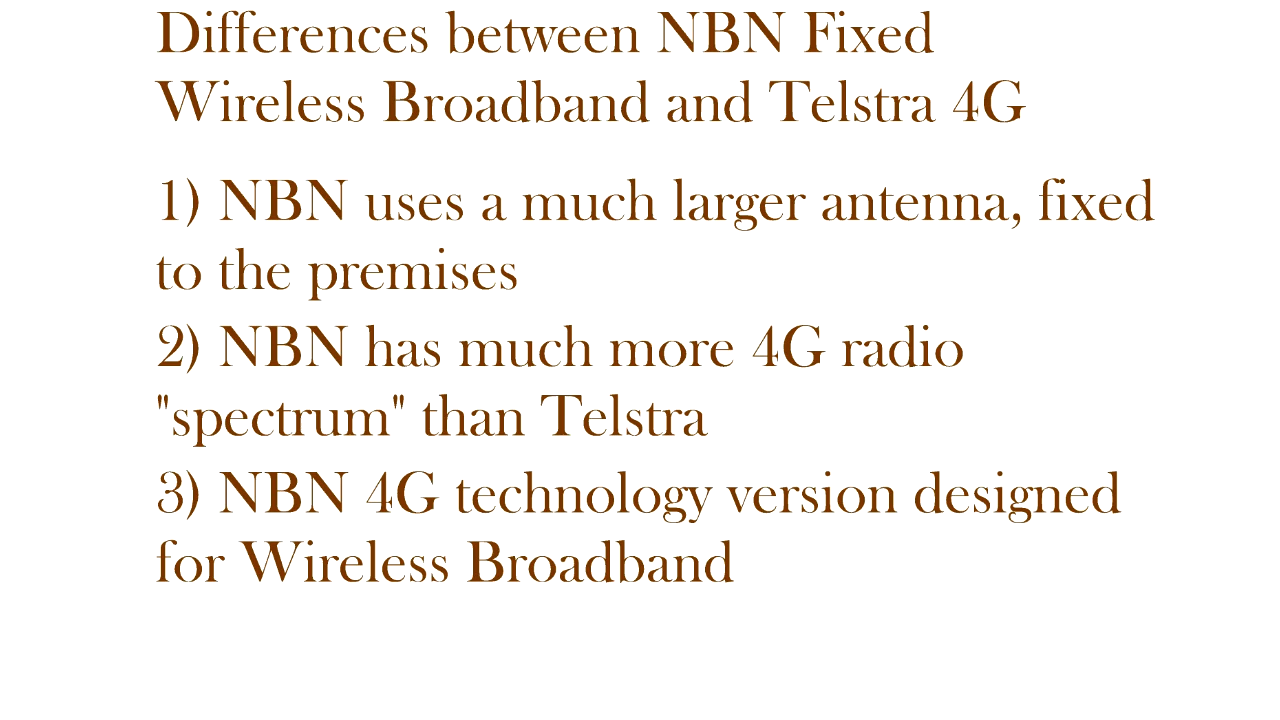 Differences between NBN Fixed
Wireless Broadband and Telstra 4G
1) NBN uses a much larger antenna, fixed
to the premises
2) NBN has much more 4G radio
"spectrum" than Telstra
3) NBN 4G technology version designed
for Wireless Broadband